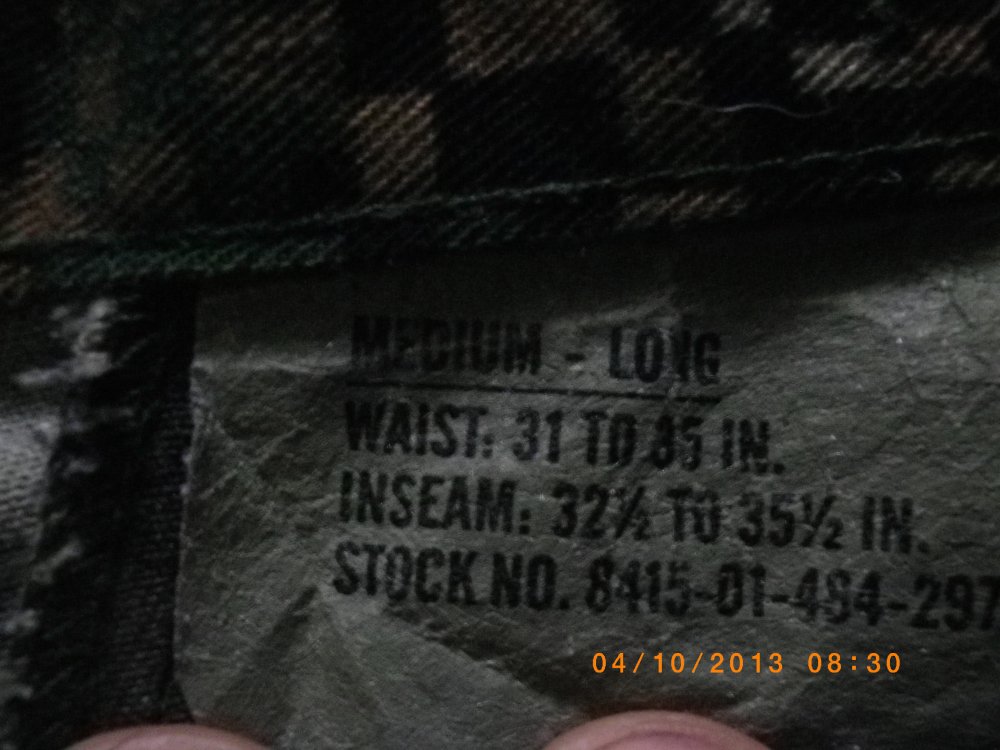 MEDIUM - LONG
WAIST: 31 TO 35 IN.
INSEAM: 32½ TO 35½ IN.
STOCK NO. 8415-01-484-297
04/10/2013 08:30